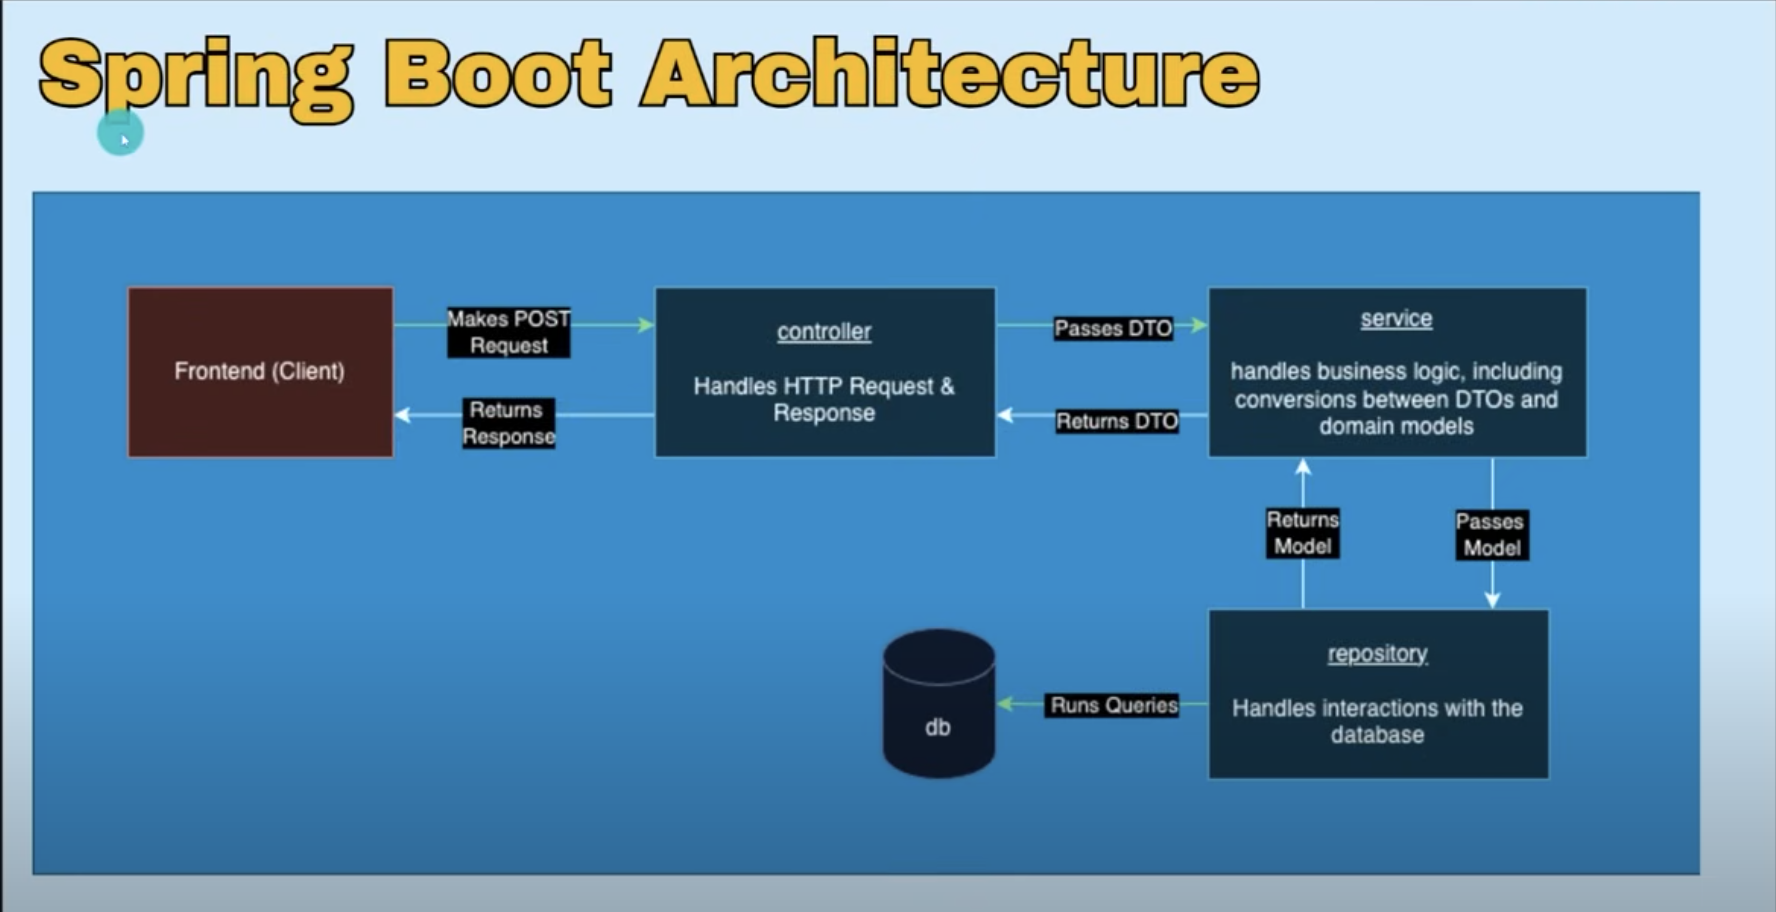 Spring Boot Architecture
Frontend (Client)
Makes POST
Request
Returns
Response
controller
Handles HTTP Request &
Response
Passes DTO
Returns DTO
service
handles business logic, including
conversions between DTOs and
domain models
Returns
Model
Passes
Model
repository
Handles interactions with the
database
Runs Queries
db